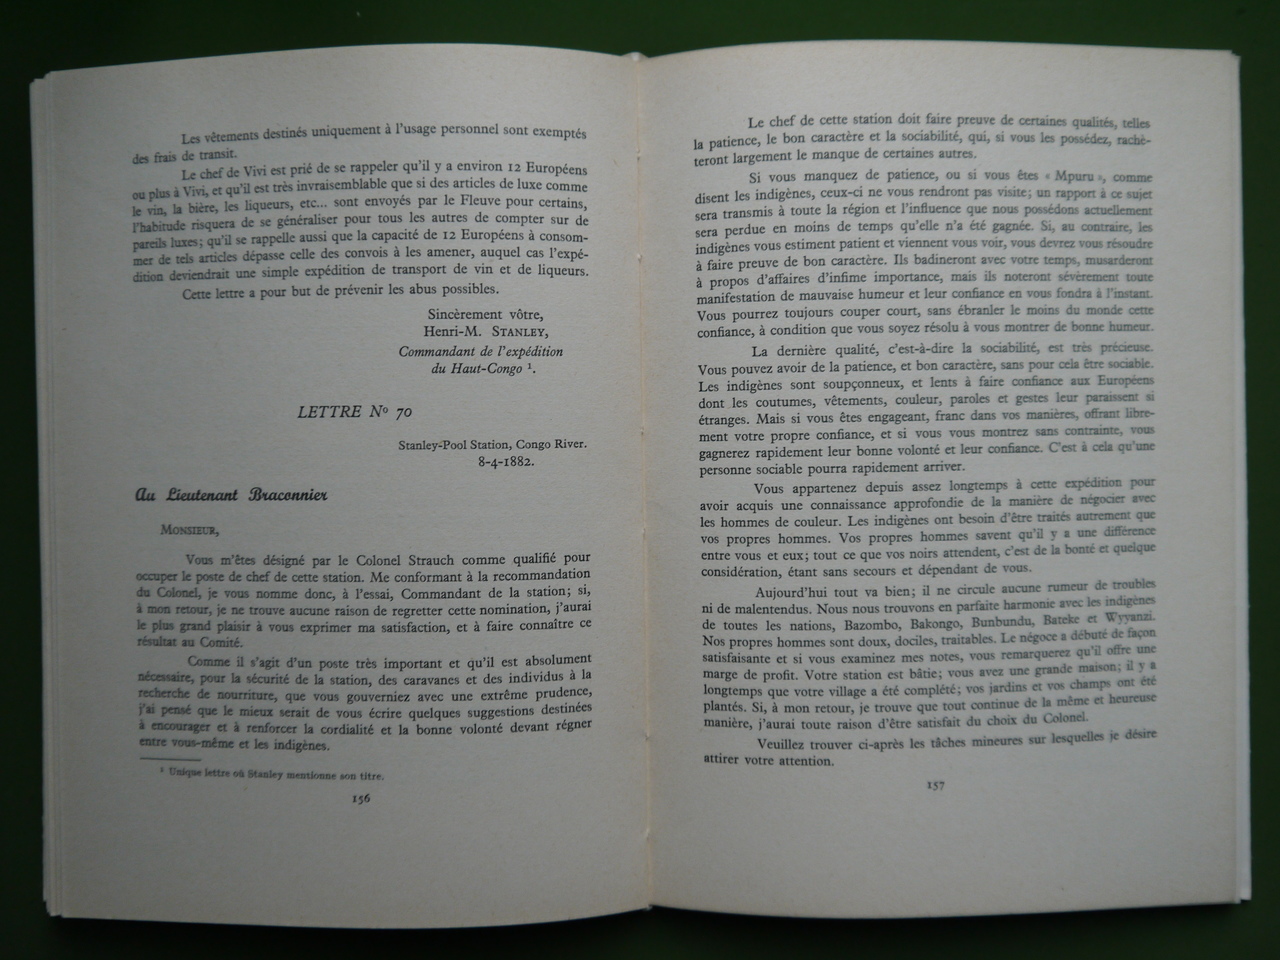 Les vêtements destinés uniquement à l'usage personnel sont exemptés
des frais de transit.
Le chef de Vivi est prié de se rappeler qu'il y a environ 12 Européens
ou plus à Vivi, et qu'il est très invraisemblable que si des articles de luxe comme
le vin, la bière, les liqueurs, etc... sont envoyés par le Fleuve pour certains,
l'habitude risquera de se généraliser pour tous les autres de compter sur de
pareils luxes; qu'il se rappelle aussi que la capacité de 12 Européens à consom-
mer de tels articles dépasse celle des convois à les amener, auquel cas l'expé-
dition deviendrait une simple expédition de transport de vin et de liqueurs.
Cette lettre a pour but de prévenir les abus possibles.
Sincèrement vôtre,
Henri-M. STANLEY,
Commandant de l'expédition
du Haut-Congo ¹.
LETTRE Nº 70
Stanley-Pool Station, Congo River.
8-4-1882.
Au Lieutenant Braconnier
MONSIEUR,
Vous m'êtes désigné par le Colonel Strauch comme qualifié pour
occuper le poste de chef de cette station. Me conformant à la recommandation
du Colonel, je vous nomme donc, à l'essai, Commandant de la station; si,
à mon retour, je ne trouve aucune raison de regretter cette nomination, j'aurai
le plus grand plaisir à vous exprimer ma satisfaction, et à faire connaître ce
résultat au Comité.
Comme il s'agit d'un poste très important et qu'il est absolument
nécessaire, pour la sécurité de la station, des caravanes et des individus à la
recherche de nourriture, que vous gouverniez avec une extrême prudence,
j'ai pensé que le mieux serait de vous écrire quelques suggestions destinées
à encourager et à renforcer la cordialité et la bonne volonté devant régner
entre vous-même et les indigènes.
¹ Unique lettre où Stanley mentionne son titre.
156
Le chef de cette station doit faire preuve de certaines qualités, telles
la patience, le bon caractère et la sociabilité, qui, si vous les possédez, rachè-
teront largement le manque de certaines autres.
Si vous manquez de patience, ou si vous êtes « Mpuru », comme
disent les indigènes, ceux-ci ne vous rendront pas visite; un rapport à ce sujet
sera transmis à toute la région et l'influence que nous possédons actuellement
sera perdue en moins de temps qu'elle n'a été gagnée. Si, au contraire, les
indigènes vous estiment patient et viennent vous voir, vous devrez vous résoudre
à faire preuve de bon caractère. Ils badineront avec votre temps, musarderont
à propos d'affaires d'infime importance, mais ils noteront sévèrement toute
manifestation de mauvaise humeur et leur confiance en vous fondra à l'instant.
Vous pourrez toujours couper court, sans ébranler le moins du monde cette
confiance, à condition que vous soyez résolu à vous montrer de bonne humeur.
La dernière qualité, c'est-à-dire la sociabilité, est très précieuse.
Vous pouvez avoir de la patience, et bon caractère, sans pour cela être sociable.
Les indigènes sont soupçonneux, et lents à faire confiance aux Européens
dont les coutumes, vêtements, couleur, paroles et gestes leur paraissent si
étranges. Mais si vous êtes engageant, franc dans vos manières, offrant libre-
ment votre propre confiance, et si vous vous montrez sans contrainte, vous
gagnerez rapidement leur bonne volonté et leur confiance. C'est à cela qu'une
personne sociable pourra rapidement arriver.
Vous appartenez depuis assez longtemps à cette expédition pour
avoir acquis une connaissance approfondie de la manière de négocier avec
les hommes de couleur. Les indigènes ont besoin d'être traités autrement que
vos propres hommes. Vos propres hommes savent qu'il y a une différence
entre vous et eux; tout ce que vos noirs attendent, c'est de la bonté et quelque
considération, étant sans secours et dépendant de vous.
Aujourd'hui tout va bien; il ne circule aucune rumeur de troubles
ni de malentendus. Nous nous trouvons en parfaite harmonie avec les indigènes
de toutes les nations, Bazombo, Bakongo, Bunbundu, Bateke et Wyyanzi.
Nos propres hommes sont doux, dociles, traitables. Le négoce a débuté de façon
satisfaisante et si vous examinez mes notes, vous remarquerez qu'il offre une
marge de profit. Votre station est bâtie; vous avez une grande maison; il y a
longtemps que votre village a été complété; vos jardins et vos champs ont été
plantés. Si, à mon retour, je trouve que tout continue de la même et heureuse
manière, j'aurai toute raison d'être satisfait du choix du Colonel.
Veuillez trouver ci-après les tâches mineures sur lesquelles je désire
attirer votre attention.
157